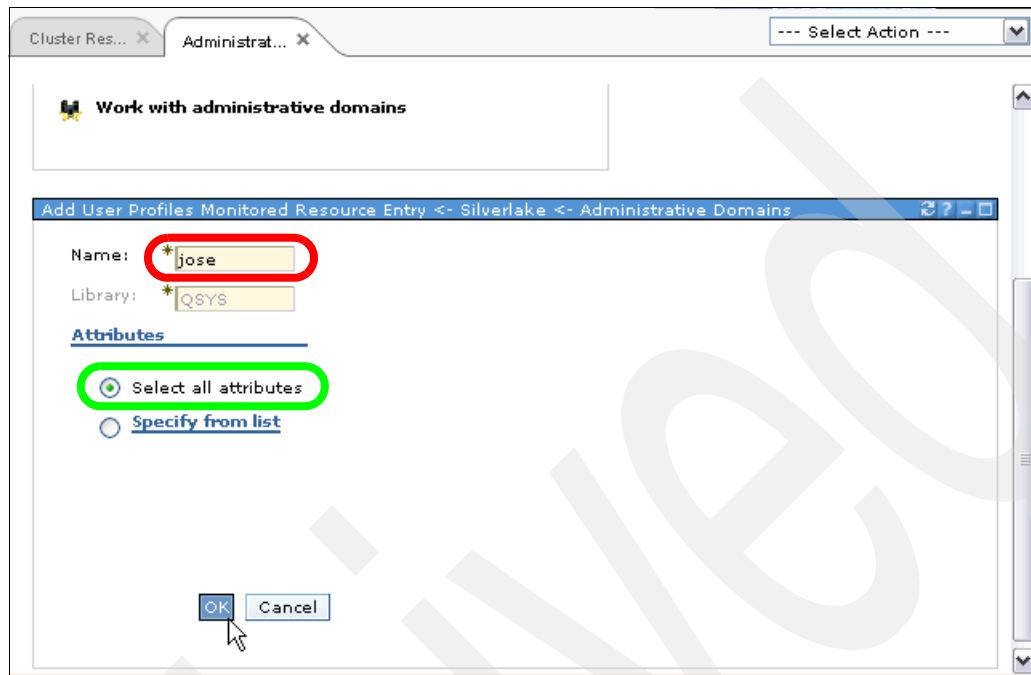 Cluster Res...
Administrat...
--- Select Action ---
Work with administrative domains
Add User Profiles Monitored Resource Entry <- Silverlake <- Administrative Domains
Name: * jose
Library: * QSYS
Attributes
Select all attributes
Specify from list
OK Cancel